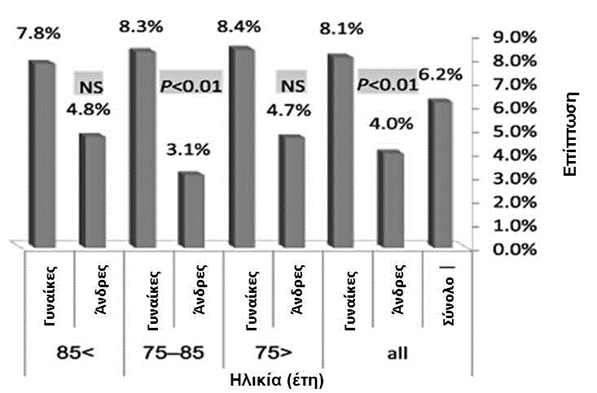 7.8% 8.3% 8.4% 8.1%
NS P<0.01 NS P<0.01 6.2%
4.8% 3.1% 4.7% 4.0%
9.0%
8.0%
7.0%
6.0%
5.0%
4.0%
3.0%
2.0%
1.0%
0.0%
Επίπτωση
Γυναίκες Άνδρες Γυναίκες Άνδρες Γυναίκες Άνδρες Γυναίκες Άνδρες Σύνολο
85< 75–85 75> all
Ηλικία (έτη)